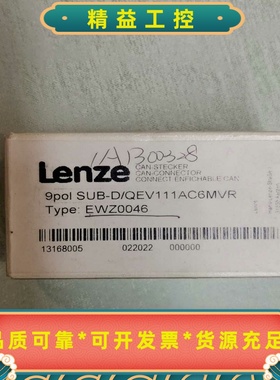 精益工控
1A1300328
Lenze
CAN-STECKER
CAN-CONNECTOR
CONNECT ENFICHABLE CAN
9pol SUB-D/QEV111AC6MVR
Type: EWZ0046
13168005 022022 000000
品质可靠*可开发票*货源充足